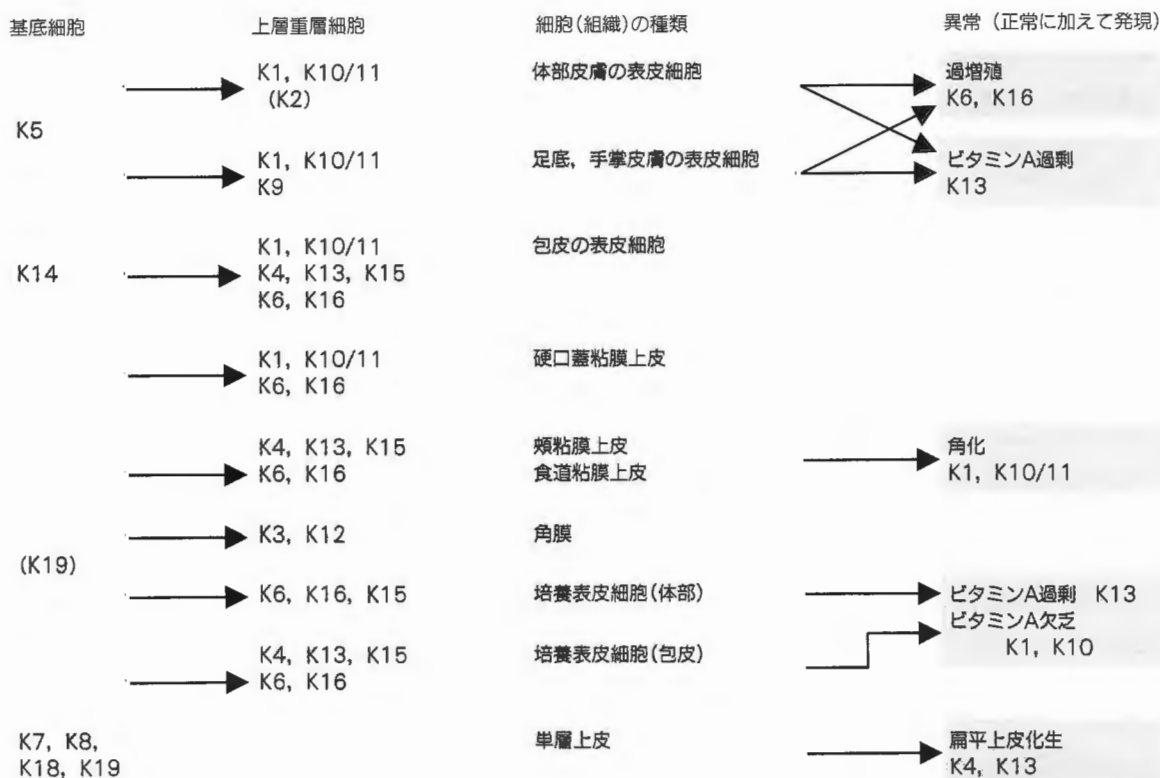 基底細胞 上層重層細胞 細胞(組織)の種類 異常(正常に加えて発現)
K1, K10/11 体部皮膚の表皮細胞 過増殖
(K2) K6, K16
K5
K1, K10/11 足底, 手掌皮膚の表皮細胞 ビタミンA過剰
K9 K13
K1, K10/11 包皮の表皮細胞
K14 K4, K13, K15
K6, K16
K1, K10/11 硬口蓋粘膜上皮
K6, K16
K4, K13, K15 頬粘膜上皮 角化
K6, K16 食道粘膜上皮 K1, K10/11
K3, K12 角膜
(K19)
K6, K16, K15 培養表皮細胞(体部) ビタミンA過剰 K13
ビタミンA欠乏
K4, K13, K15 培養表皮細胞(包皮) K1, K10
K6, K16
K7, K8, 単層上皮 扁平上皮化生
K18, K19 K4, K13